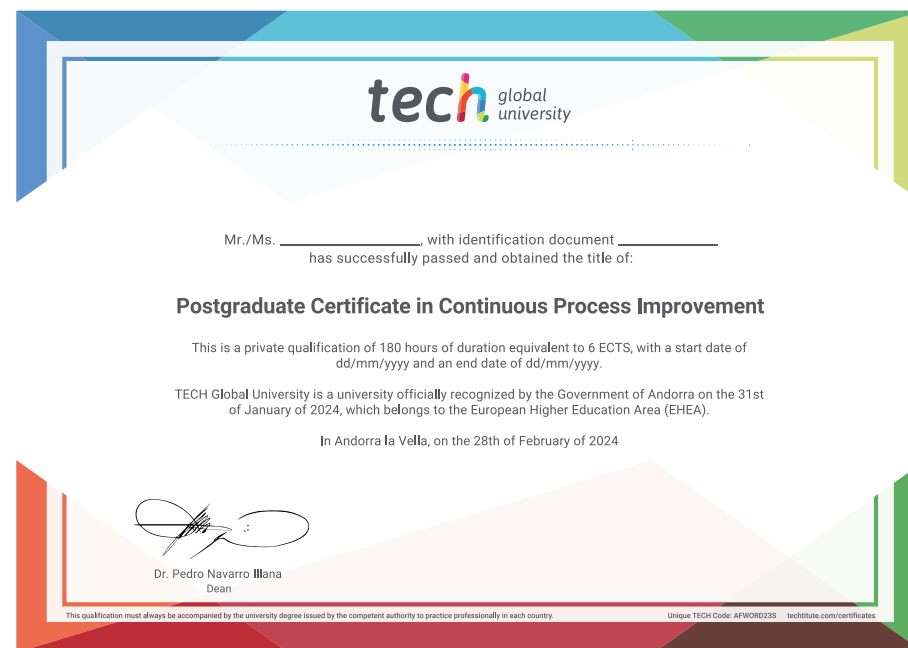 tech global university
Mr./Ms. ____________________, with identification document ______________
has successfully passed and obtained the title of:
Postgraduate Certificate in Continuous Process Improvement
This is a private qualification of 180 hours of duration equivalent to 6 ECTS, with a start date of
dd/mm/yyyy and an end date of dd/mm/yyyy.
TECH Global University is a university officially recognized by the Government of Andorra on the 31st
of January of 2024, which belongs to the European Higher Education Area (EHEA).
In Andorra la Vella, on the 28th of February of 2024
Dr. Pedro Navarro Illana
Dean
This qualification must always be accompanied by the university degree issued by the competent authority to practice professionally in each country.
Unique TECH Code: AFWORD23S techtitute.com/certificates